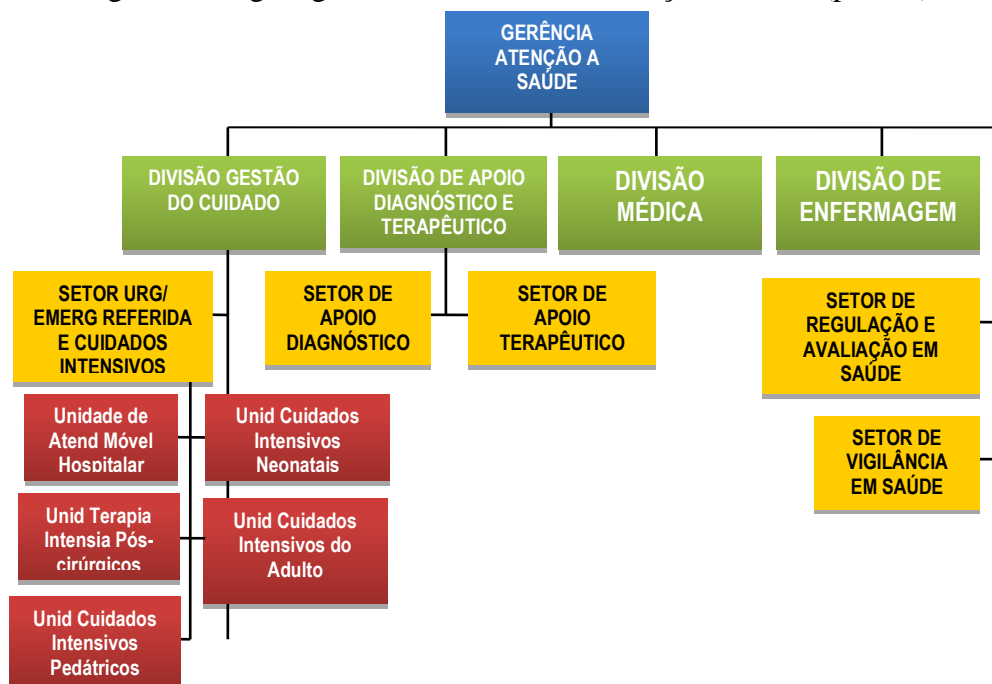 GERÊNCIA
ATENÇÃO A
SAÚDE
DIVISÃO GESTÃO
DO CUIDADO
DIVISÃO DE APOIO
DIAGNÓSTICO E
TERAPÊUTICO
DIVISÃO
MÉDICA
DIVISÃO DE
ENFERMAGEM
SETOR URG/
EMERG REFERIDA
E CUIDADOS
INTENSIVOS
SETOR DE
APOIO
DIAGNÓSTICO
SETOR DE
APOIO
TERAPÊUTICO
SETOR DE
REGULAÇÃO E
AVALIAÇÃO EM
SAÚDE
Unidade de
Atend Móvel
Hospitalar
Unid Cuidados
Intensivos
Neonatais
SETOR DE
VIGILÂNCIA
EM SAÚDE
Unid Terapia
Intensia Pós-
cirúrgicos
Unid Cuidados
Intensivos do
Adulto
Unid Cuidados
Intensivos
Pedátricos